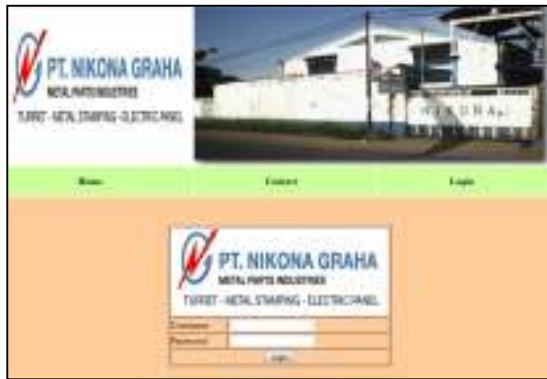 PT. NIKONA GRAHA
METAL PARTS INDUSTRIES
TURRET - METAL STAMPING - ELECTRIC PANEL
NIKONA
Home
Contact
Login
PT. NIKONA GRAHA
METAL PARTS INDUSTRIES
TURRET - METAL STAMPING - ELECTRIC PANEL
Username
Password
Login